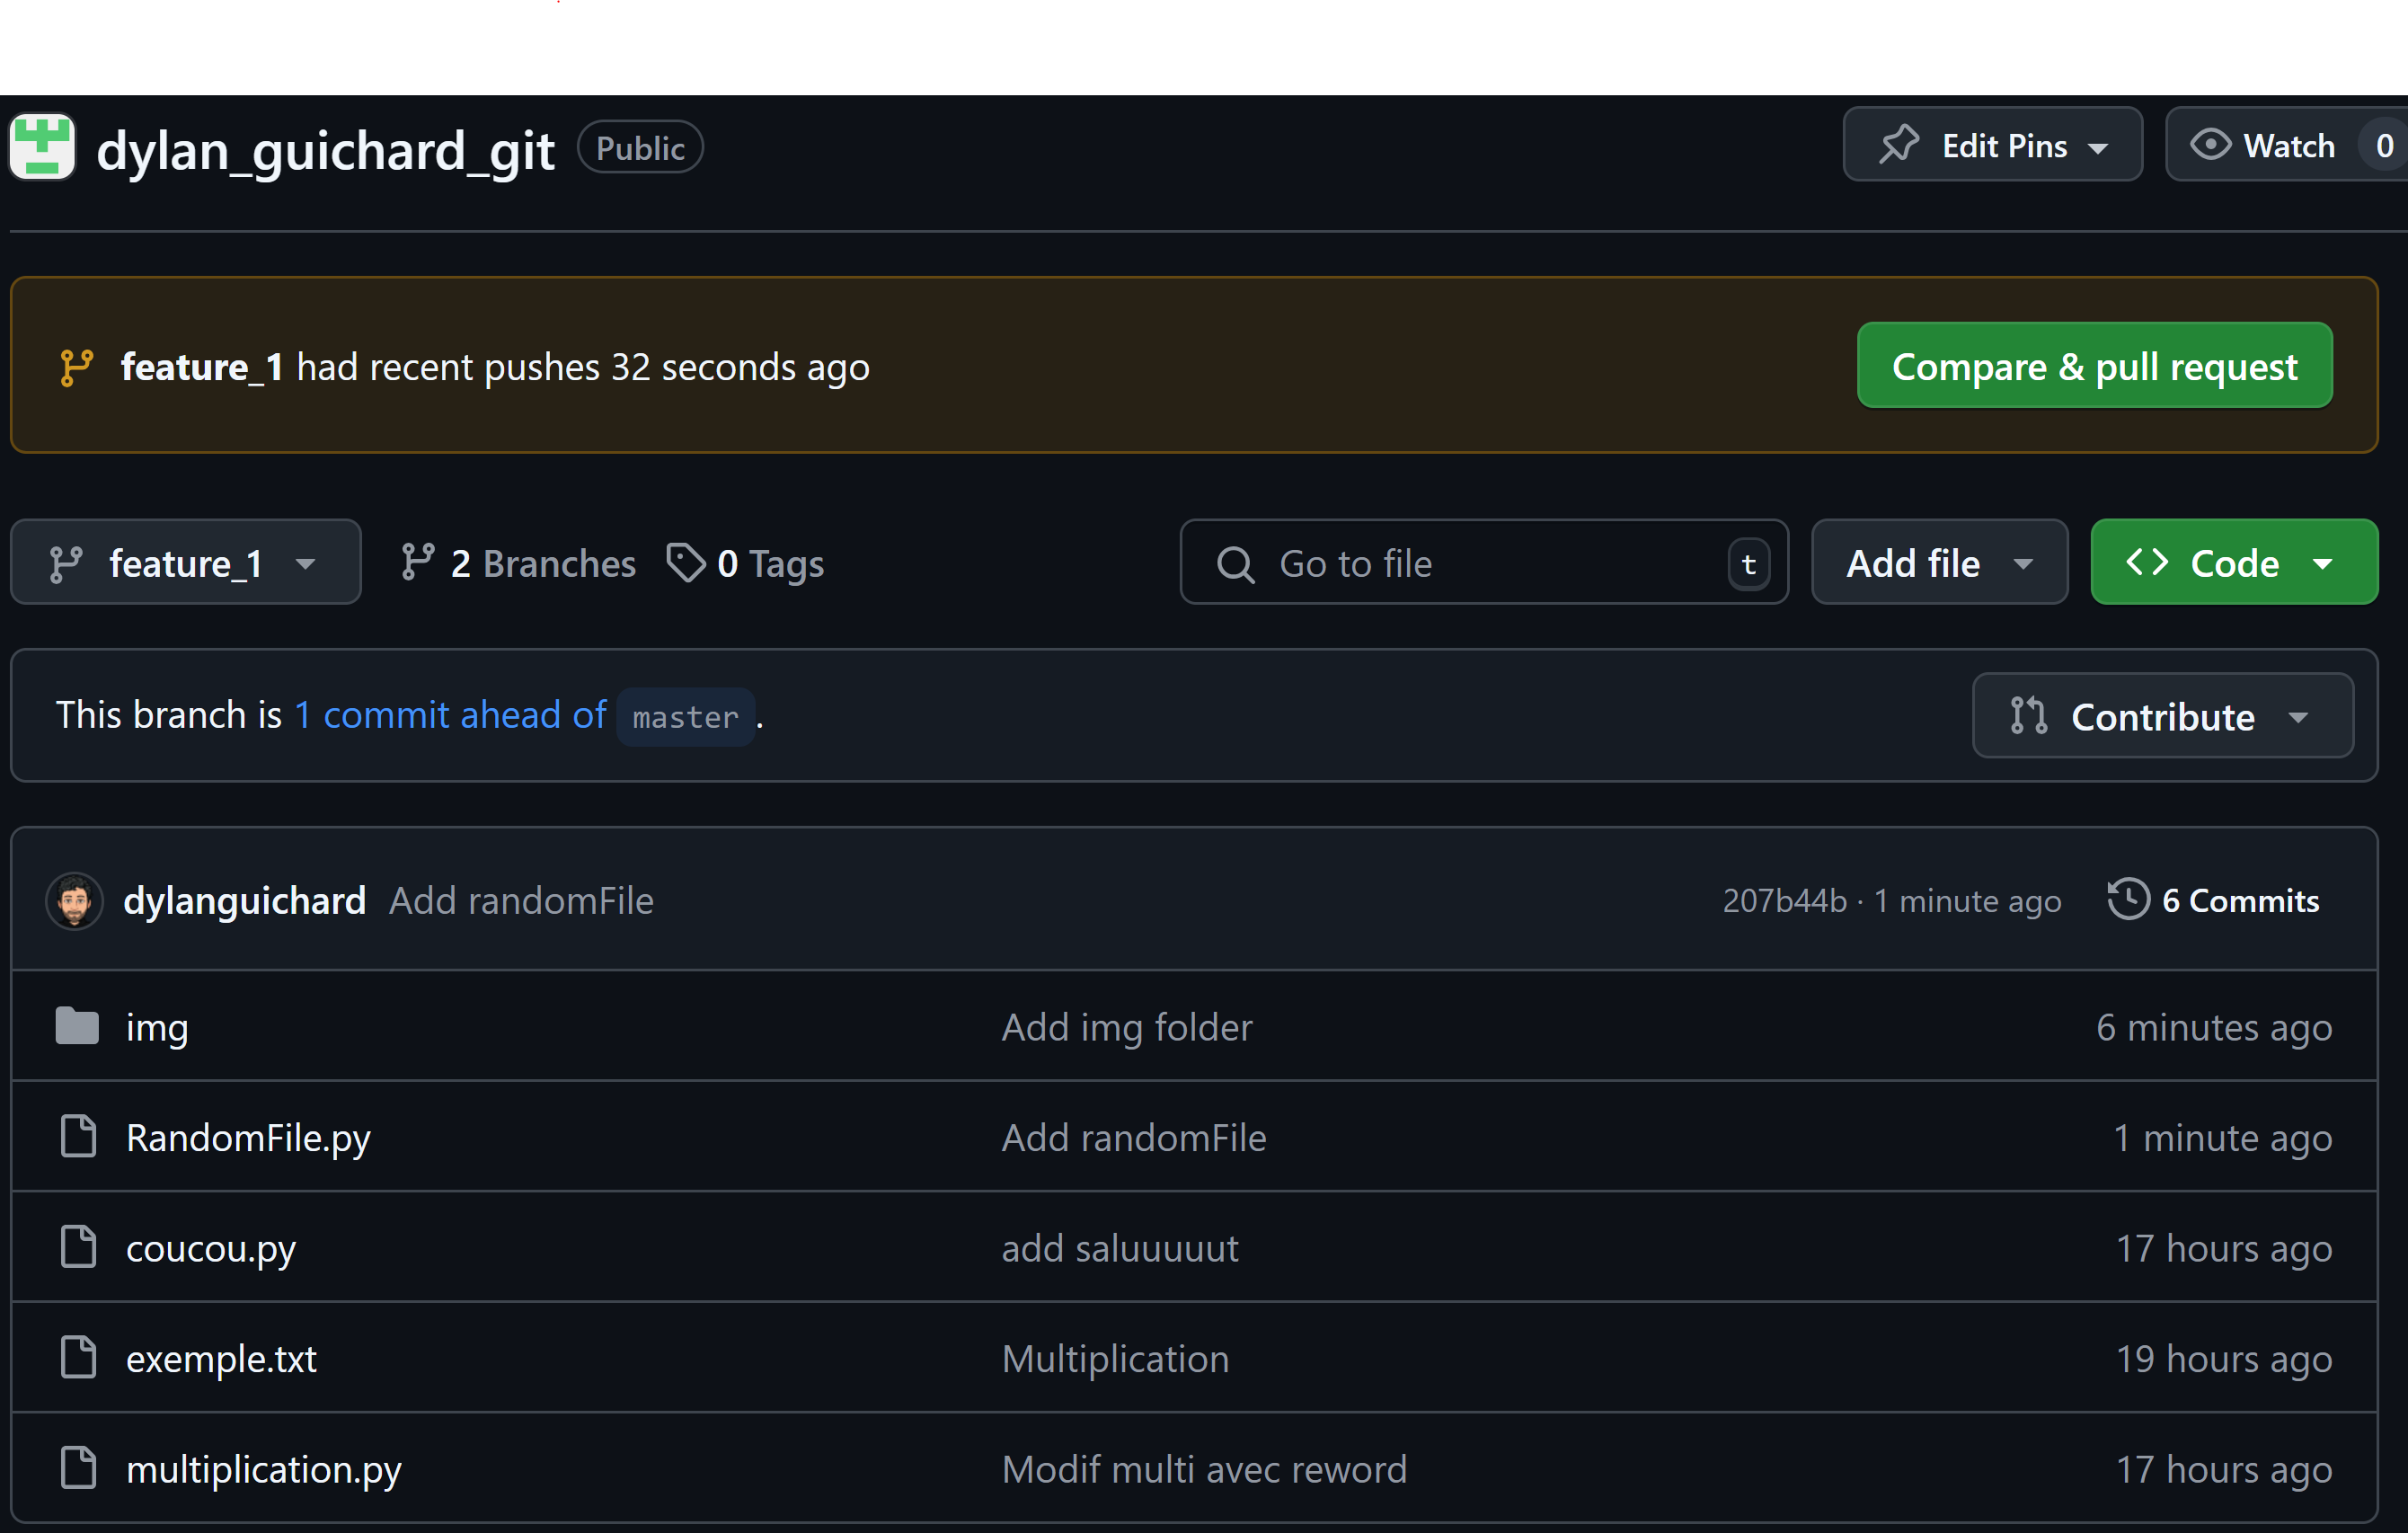 dylan_guichard_git Public Edit Pins Watch 0
feature_1 had recent pushes 32 seconds ago Compare & pull request
feature_1 2 Branches 0 Tags Go to file t Add file Code
This branch is 1 commit ahead of master . Contribute
dylanguichard Add randomFile 207b44b · 1 minute ago 6 Commits
img Add img folder 6 minutes ago
RandomFile.py Add randomFile 1 minute ago
coucou.py add saluuuuut 17 hours ago
exemple.txt Multiplication 19 hours ago
multiplication.py Modif multi avec reword 17 hours ago